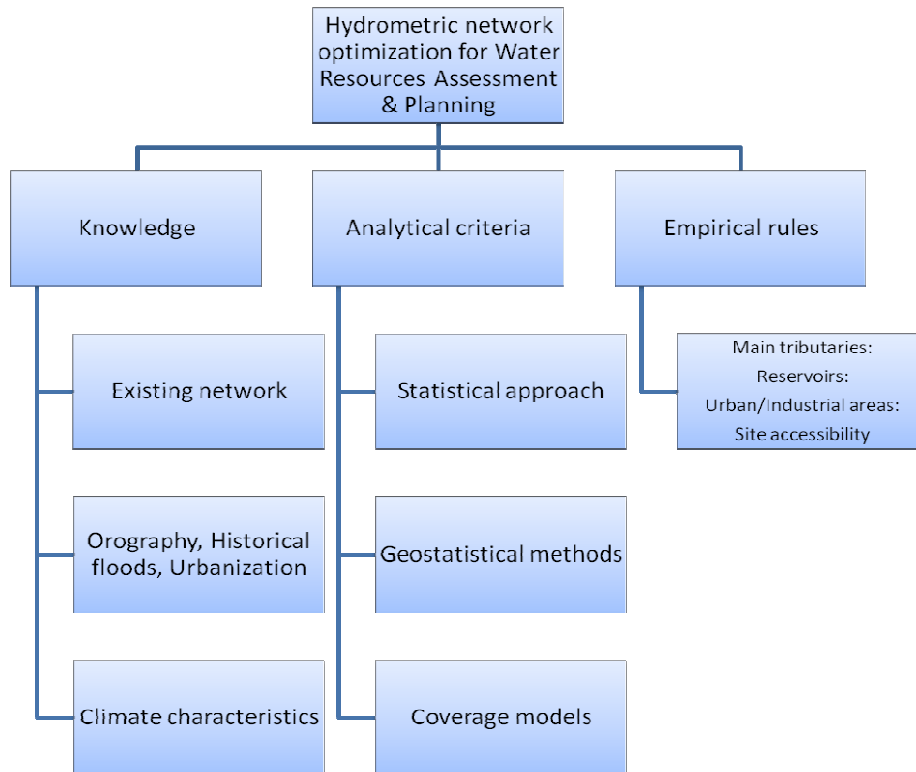 Hydrometric network
optimization for Water
Resources Assessment
& Planning
Knowledge
Analytical criteria
Empirical rules
Existing network
Statistical approach
Main tributaries:
Reservoirs:
Urban/Industrial areas:
Site accessibility
Orography, Historical
floods, Urbanization
Geostatistical methods
Climate characteristics
Coverage models